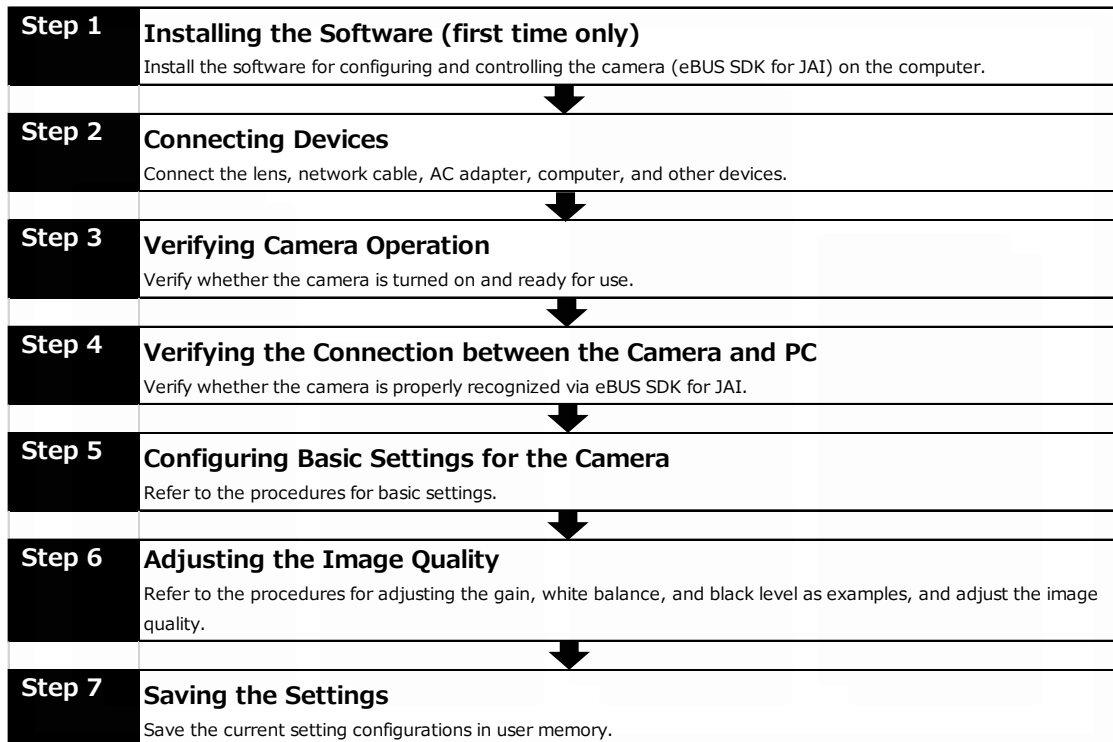 Step 1
Installing the Software (first time only)
Install the software for configuring and controlling the camera (eBUS SDK for JAI) on the computer.
Step 2
Connecting Devices
Connect the lens, network cable, AC adapter, computer, and other devices.
Step 3
Verifying Camera Operation
Verify whether the camera is turned on and ready for use.
Step 4
Verifying the Connection between the Camera and PC
Verify whether the camera is properly recognized via eBUS SDK for JAI.
Step 5
Configuring Basic Settings for the Camera
Refer to the procedures for basic settings.
Step 6
Adjusting the Image Quality
Refer to the procedures for adjusting the gain, white balance, and black level as examples, and adjust the image
quality.
Step 7
Saving the Settings
Save the current setting configurations in user memory.